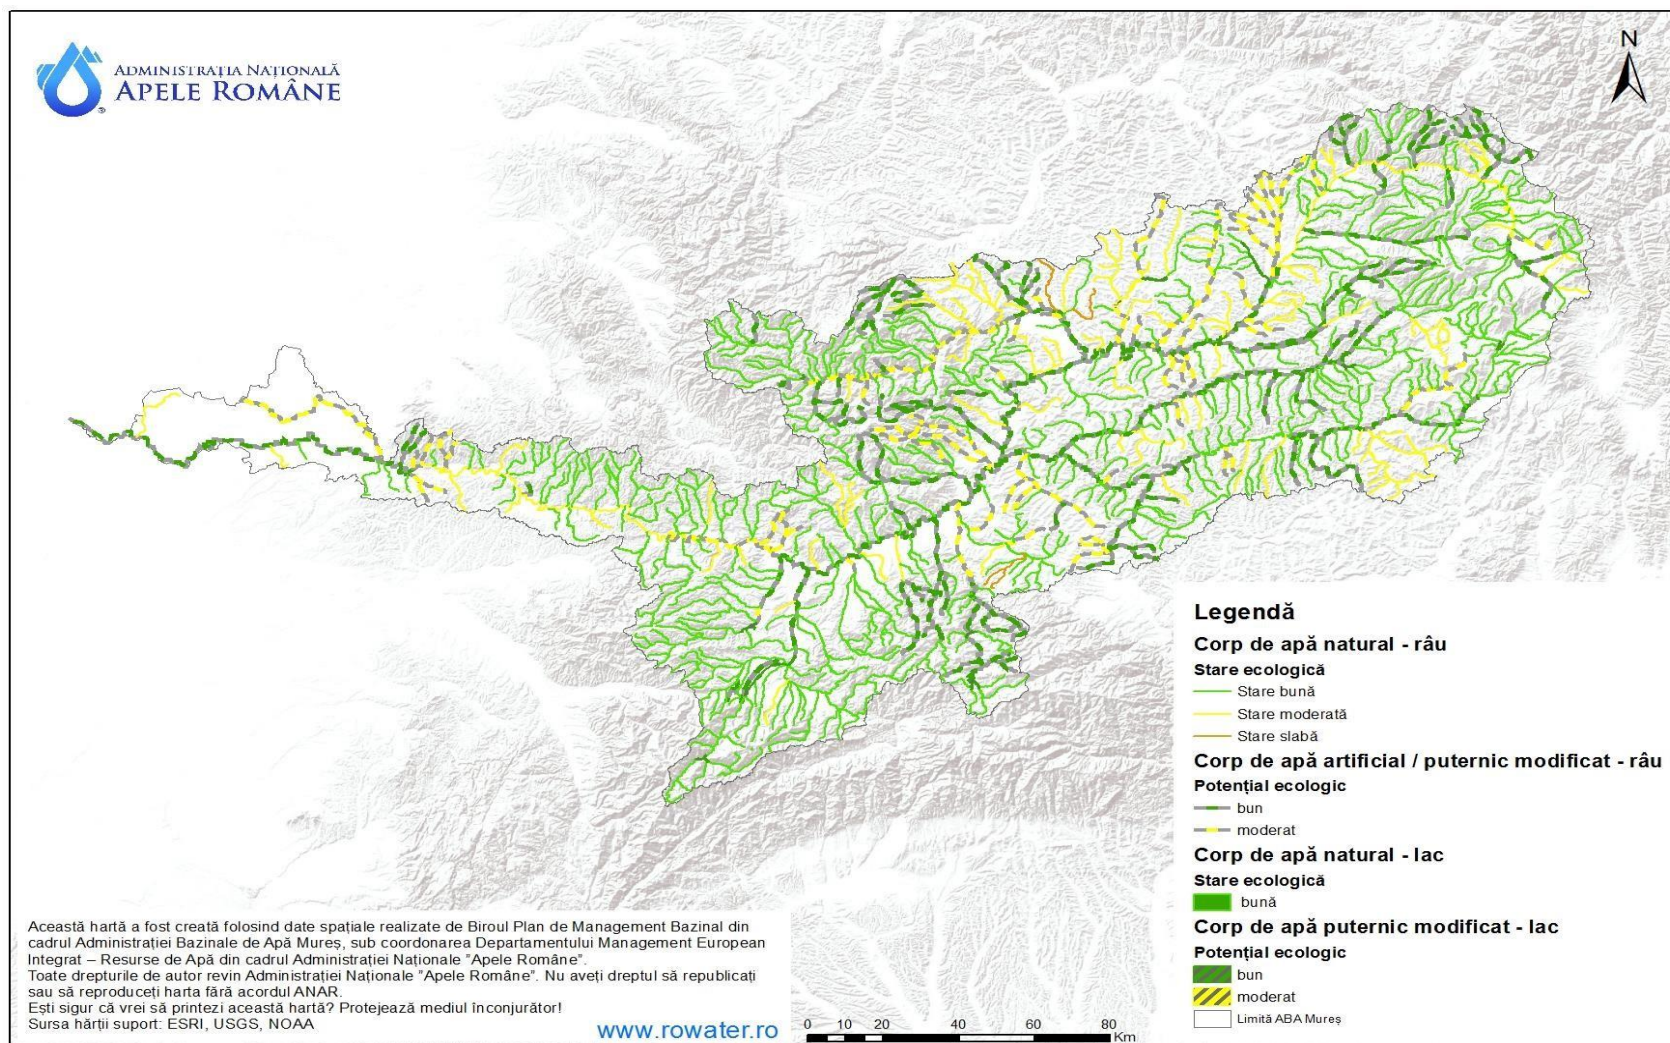 ADMINISTRAȚIA NAȚIONALĂ
APELE ROMÂNE
®
N
Legendă
Corp de apă natural - râu
Stare ecologică
Stare bună
Stare moderată
Stare slabă
Corp de apă artificial / puternic modificat - râu
Potențial ecologic
bun
moderat
Corp de apă natural - lac
Stare ecologică
bună
Corp de apă puternic modificat - lac
Potențial ecologic
bun
moderat
Limită ABA Mureș
Această hartă a fost creată folosind date spațiale realizate de Biroul Plan de Management Bazinal din
cadrul Administrației Bazinale de Apă Mureș, sub coordonarea Departamentului Management European
Integrat – Resurse de Apă din cadrul Administrației Naționale "Apele Române".
Toate drepturile de autor revin Administrației Naționale "Apele Române". Nu aveți dreptul să republicați
sau să reproduceți harta fără acordul ANAR.
Ești sigur că vrei să printezi această hartă? Protejează mediul înconjurător!
Sursa hărții suport: ESRI, USGS, NOAA
www.rowater.ro
0 10 20 40 60 80
Km